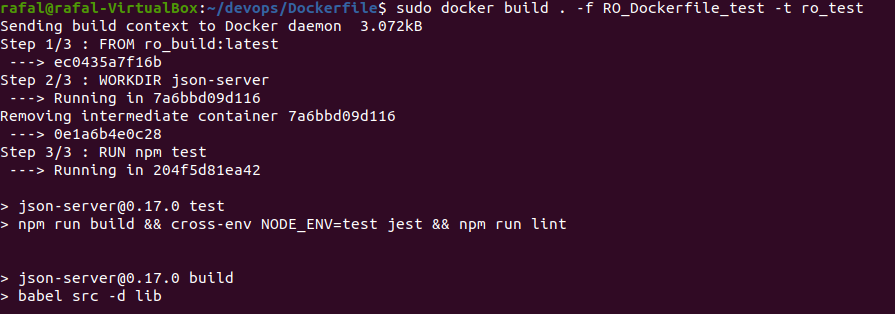 rafal@rafal-VirtualBox:~/devops/Dockerfile$ sudo docker build . -f RO_Dockerfile_test -t ro_test
Sending build context to Docker daemon  3.072kB
Step 1/3 : FROM ro_build:latest
 ---> ec0435a7f16b
Step 2/3 : WORKDIR json-server
 ---> Running in 7a6bbd09d116
Removing intermediate container 7a6bbd09d116
 ---> 0e1a6b4e0c28
Step 3/3 : RUN npm test
 ---> Running in 204f5d81ea42
> json-server@0.17.0 test
> npm run build && cross-env NODE_ENV=test jest && npm run lint
> json-server@0.17.0 build
> babel src -d lib